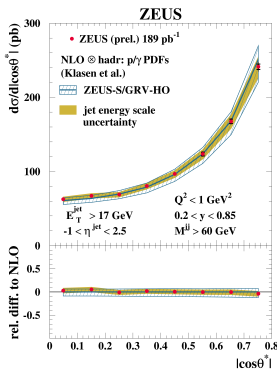 ZEUS
dσ/d|cosθ*| (pb)
300
200
100
0
ZEUS (prel.) 189 pb⁻¹
NLO ⊗ hadr: p/γ PDFs
(Klasen et al.)
ZEUS-S/GRV-HO
jet energy scale
uncertainty
E_T^jet > 17 GeV
-1 < η^jet < 2.5
Q² < 1 GeV²
0.2 < y < 0.85
M^jj > 60 GeV
rel. diff. to NLO
0.5
0
-0.5
0 0.1 0.2 0.3 0.4 0.5 0.6 0.7 0.8
|cosθ*|